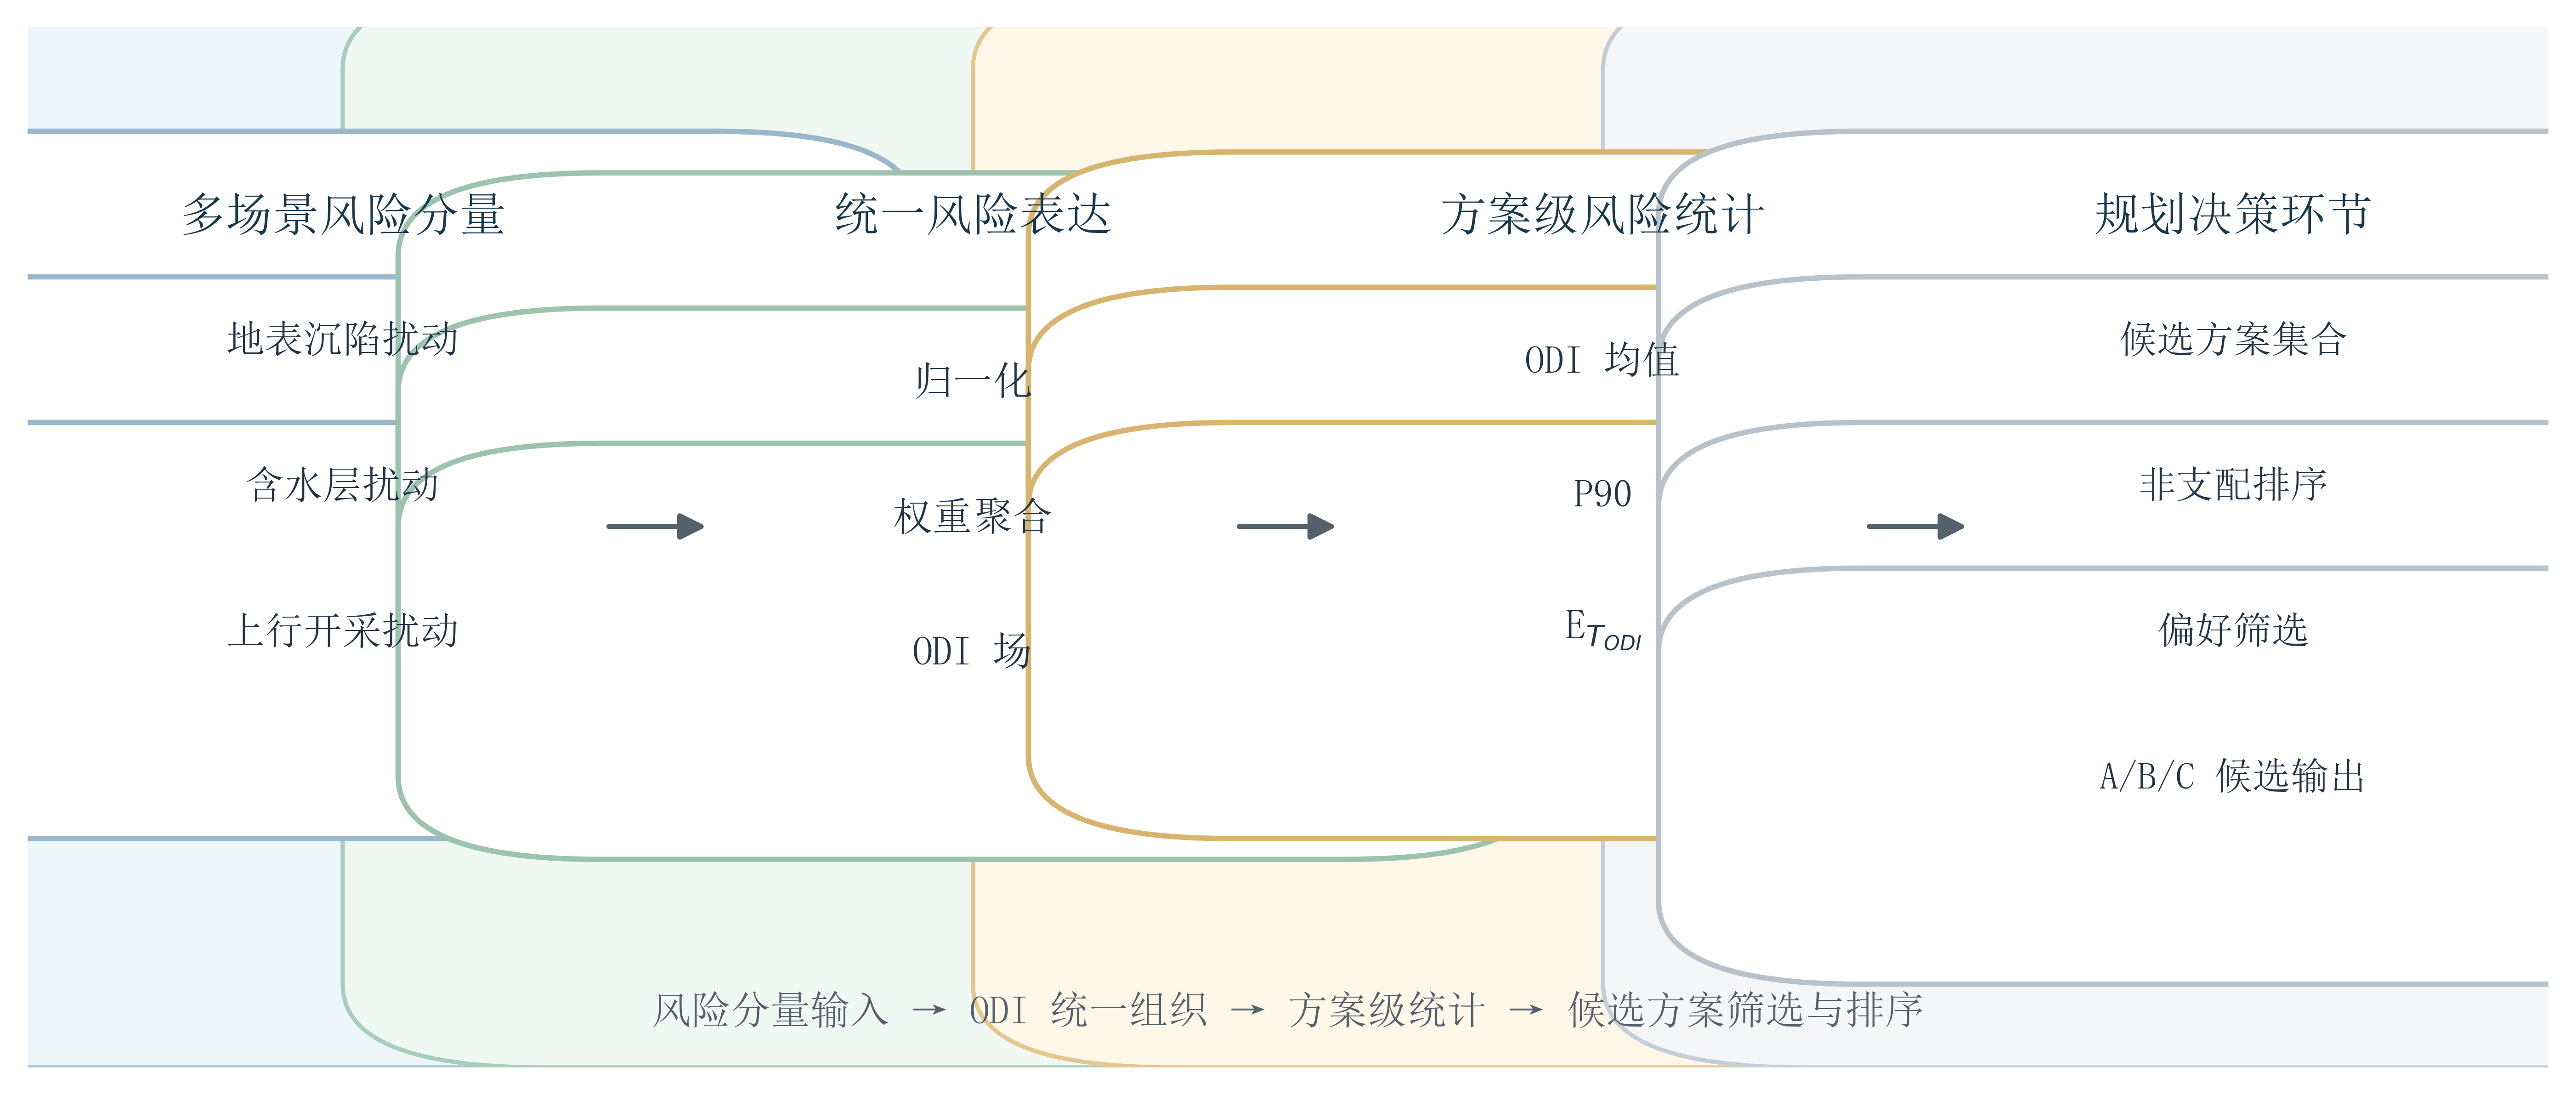 多场景风险分量
地表沉陷扰动
含水层扰动
上行开采扰动
统一风险表达
归一化
权重聚合
ODI 场
方案级风险统计
ODI 均值
P90
E_{T_{ODI}}
规划决策环节
候选方案集合
非支配排序
偏好筛选
A/B/C 候选输出
风险分量输入 → ODI 统一组织 → 方案级统计 → 候选方案筛选与排序